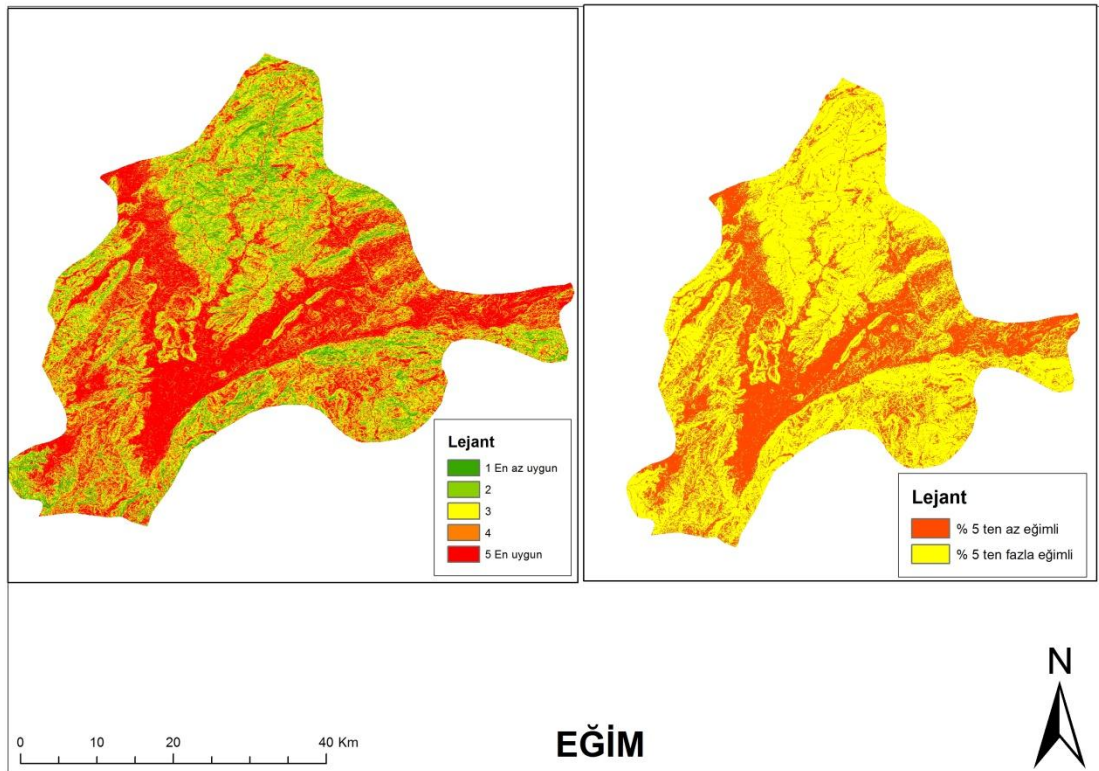 Lejant
1 En az uygun
2
3
4
5 En uygun
Lejant
% 5 ten az eğimli
% 5 ten fazla eğimli
0 10 20 40 Km
EĞİM
N